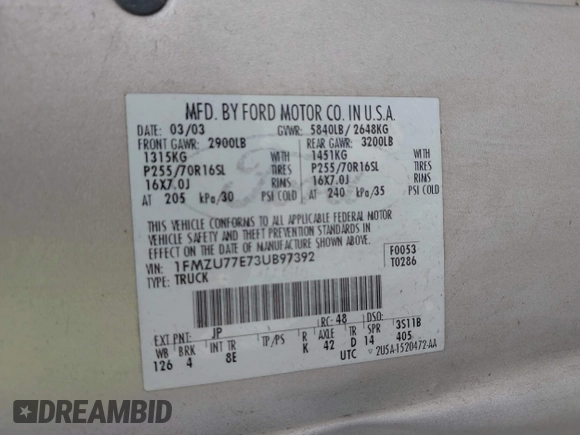 MFD. BY FORD MOTOR CO. IN U.S.A.
DATE: 03/03 GVWR: 5840LB/2648KG
FRONT GAWR: 2900LB REAR GAWR: 3200LB
1315KG WITH 1451KG WITH
P255/70R16SL TIRES P255/70R16SL TIRES
16X7.0J RIMS 16X7.0J RIMS
AT 205 kPa/30 PSI COLD AT 240 kPa/35 PSI COLD
THIS VEHICLE CONFORMS TO ALL APPLICABLE FEDERAL MOTOR
VEHICLE SAFETY AND THEFT PREVENTION STANDARDS IN
EFFECT ON THE DATE OF MANUFACTURE SHOWN ABOVE.
VIN: 1FMZU77E73UB97392 F0053
TYPE: TRUCK T0286
EXT PNT: JP RC: 48 DSO:
WB BRK INT TR TP/PS R AXLE TR SPR 3S11B
126 4 8E K 42 D 14 405
UTC 2U5A-1520472-AA
Ford
DREAMBID